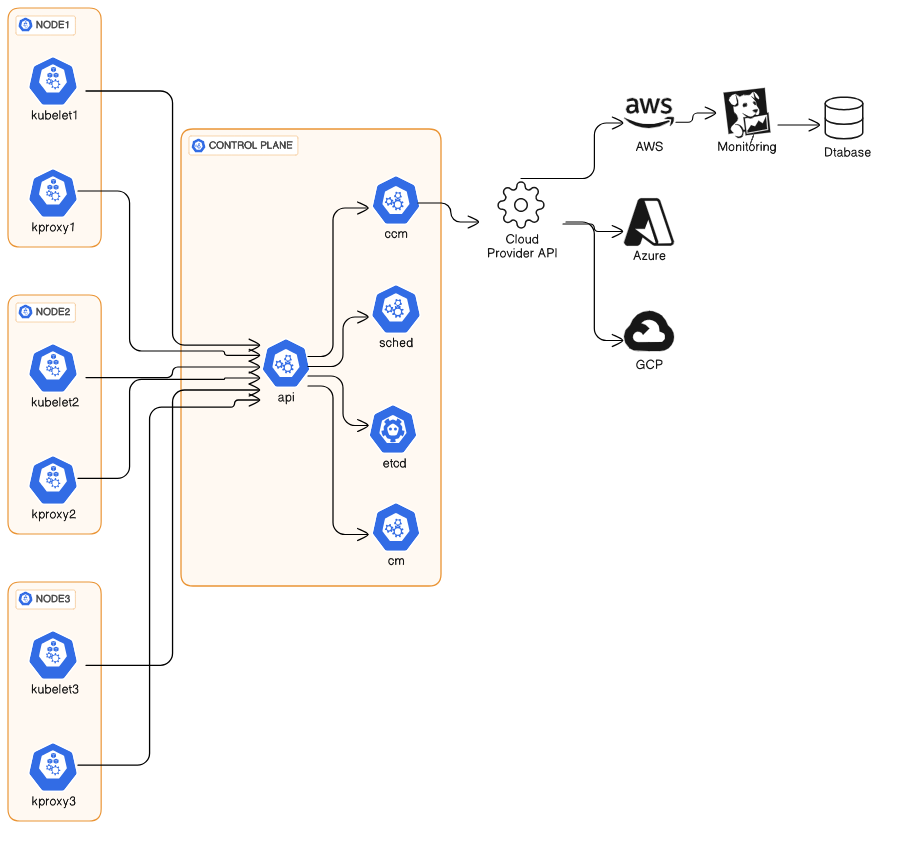 NODE1
kubelet1
kproxy1
NODE2
kubelet2
kproxy2
NODE3
kubelet3
kproxy3
CONTROL PLANE
api
ccm
sched
etcd
cm
Cloud
Provider API
aws
AWS
Azure
GCP
Monitoring
Dtabase